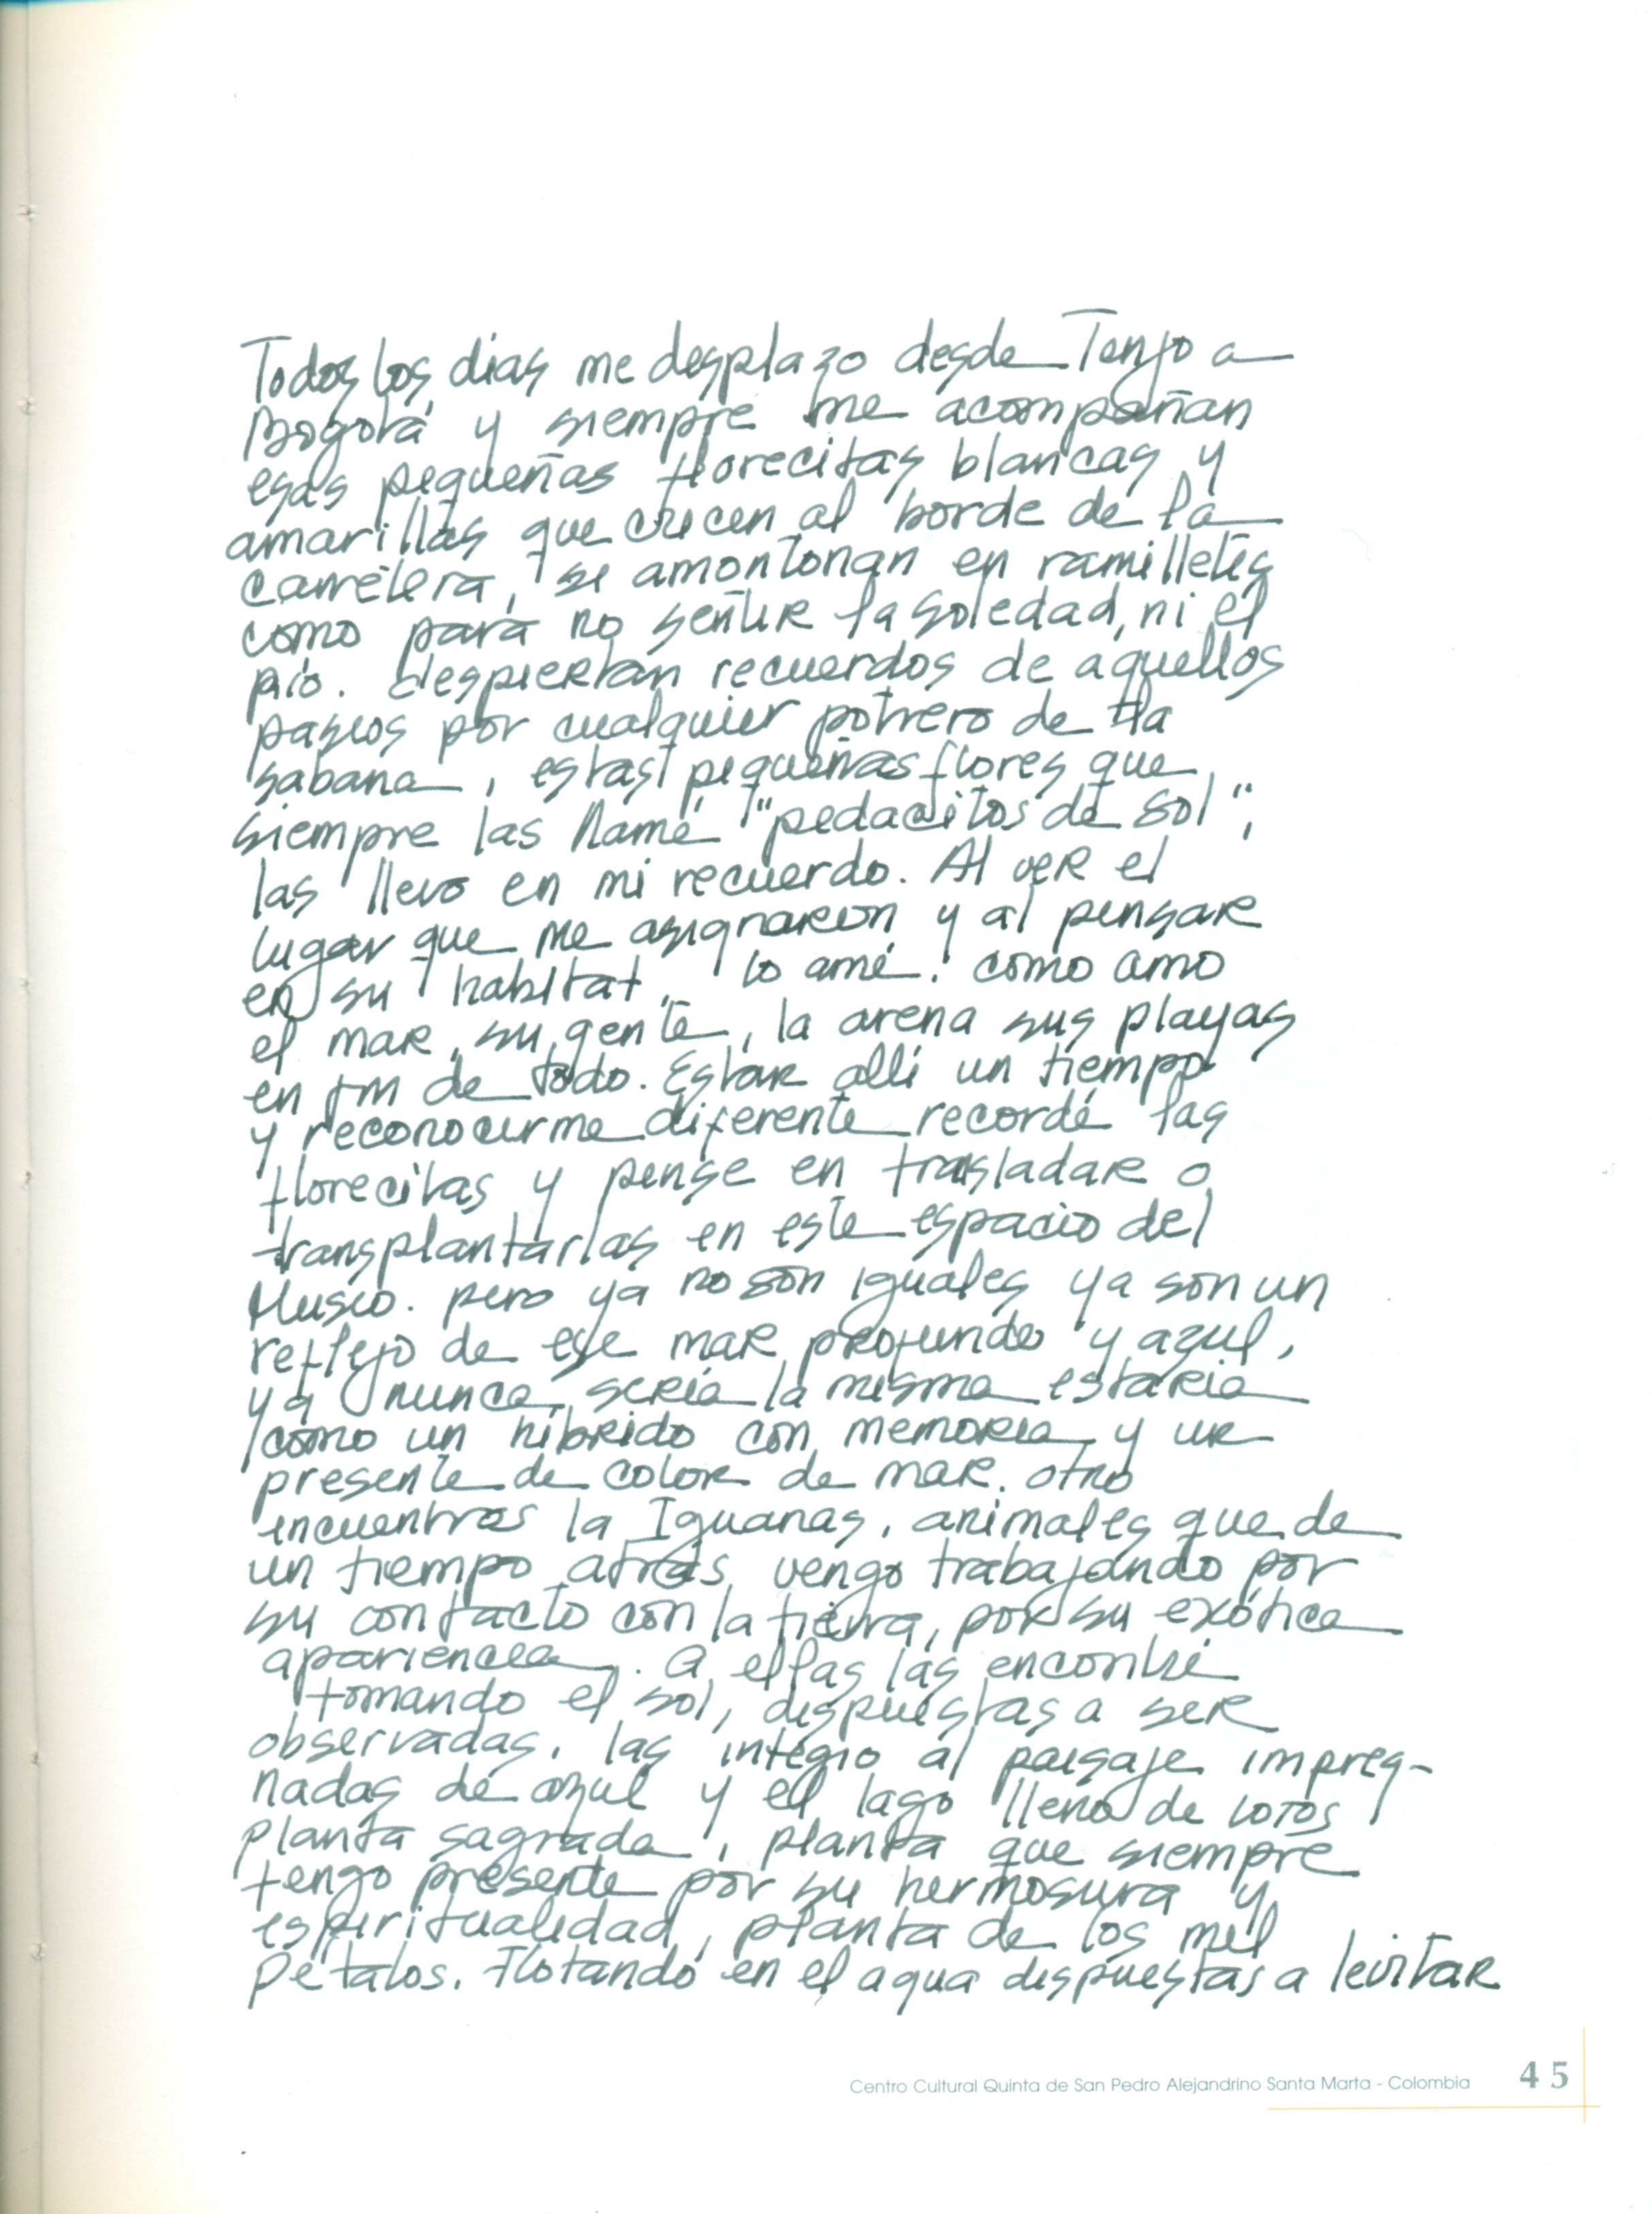 Todos los dias me desplazo desde Tenjo a
Bogotá y siempre me acompañan
esas pequeñas florecitas blancas y
amarillas que crecen al borde de la
carretera, se amontonan en ramilletes
como para no sentir la soledad, ni el
frío. despiertan recuerdos de aquellos
paseos por cualquier potrero de la
sabana, estas pequeñas flores que
siempre las llamé "pedacitos de sol",
las llevo en mi recuerdo. Al ver el
lugar que me asignaron y al pensar
en su habitat, lo amé. como amo
el mar, su gente, la arena sus playas
en fin de todo. Estar allí un tiempo
y reconocerme diferente recordé las
florecitas y pense en trasladar o
transplantarlas en este espacio del
Museo. pero ya no son iguales ya son un
reflejo de ese mar profundo y azul,
ya nunca sería la misma estaria
como un híbrido con memoria y un
presente de color de mar. otro
encuentros la Iguanas, animales que de
un tiempo atrás vengo trabajando por
su contacto con la tierra, por su exótica
apariencia. a ellas las encontré
tomando el sol, dispuestas a ser
observadas, las integro al paisaje impreg-
nadas de azul y el lago lleno de lotos
planta sagrada, planta que siempre
tengo presente por su hermosura y
espiritualidad, planta de los mil
pétalos. Flotando en el agua dispuestas a levitar
Centro Cultural Quinta de San Pedro Alejandrino Santa Marta - Colombia 45